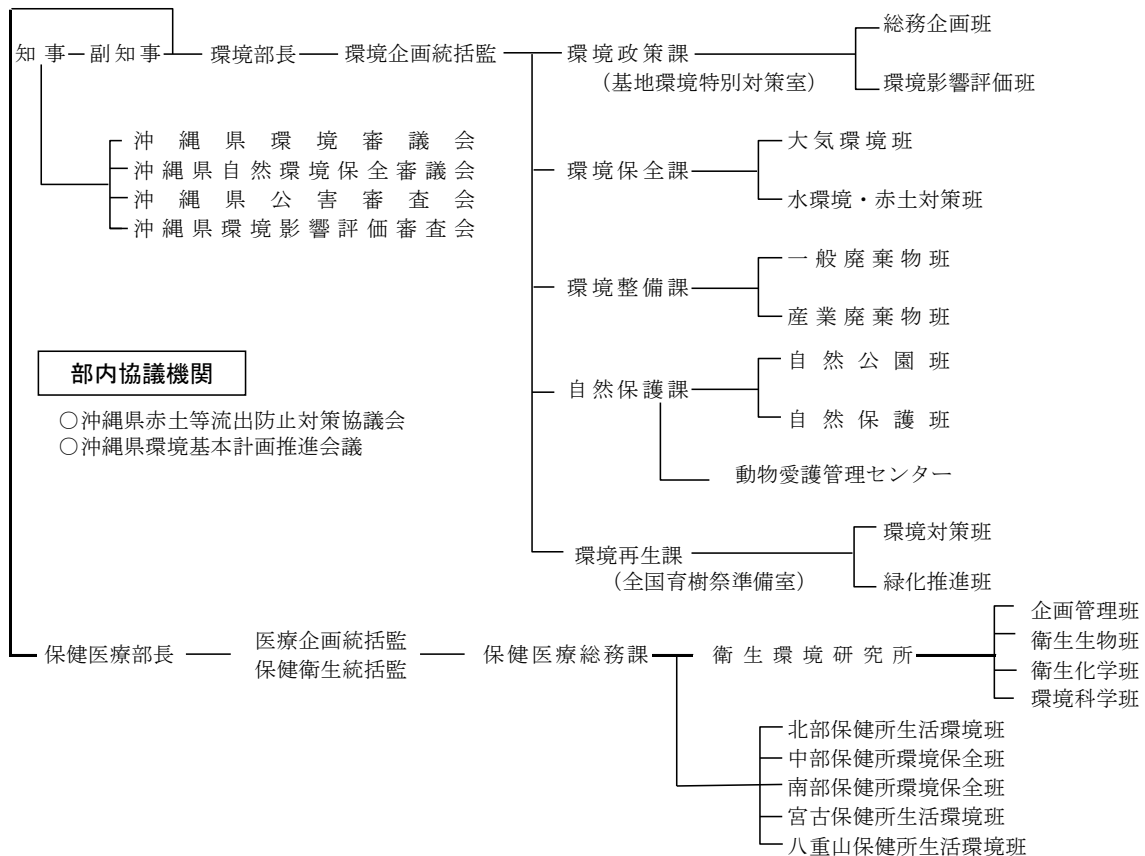 総務企画班
知事 副知事 環境部長 環境企画統括監 環境政策課
(基地環境特別対策室) 環境影響評価班
沖縄県環境審議会
沖縄県自然環境保全審議会
沖縄県公害審査会
沖縄県環境影響評価審査会
大気環境班
環境保全課
水環境・赤土対策班
一般廃棄物班
環境整備課
産業廃棄物班
部内協議機関
○沖縄県赤土等流出防止対策協議会
○沖縄県環境基本計画推進会議
自然公園班
自然保護課
自然保護班
動物愛護管理センター
環境対策班
環境再生課
(全国育樹祭準備室) 緑化推進班
保健医療部長
医療企画統括監
保健衛生統括監
保健医療総務課 衛生環境研究所
企画管理班
衛生生物班
衛生化学班
環境科学班
北部保健所生活環境班
中部保健所環境保全班
南部保健所環境保全班
宮古保健所生活環境班
八重山保健所生活環境班